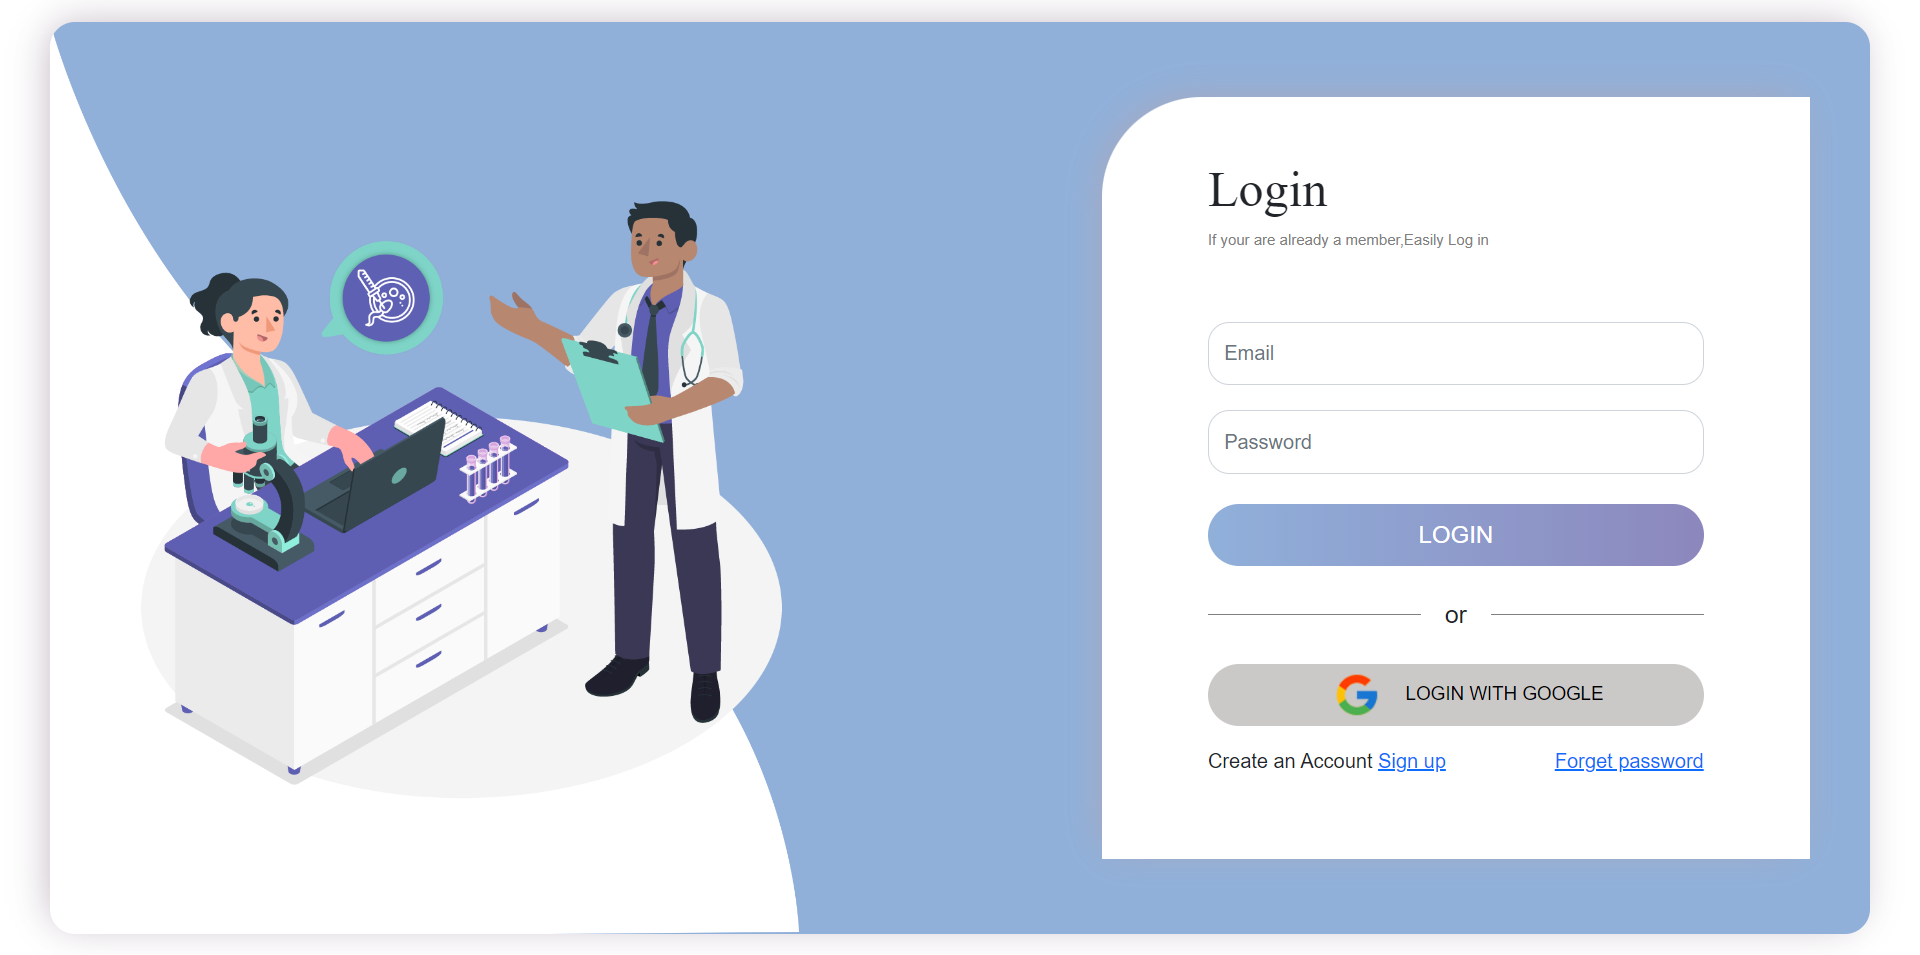 Login
If your are already a member,Easily Log in
Email
Password
LOGIN
or
LOGIN WITH GOOGLE
Create an Account Sign up
Forget password